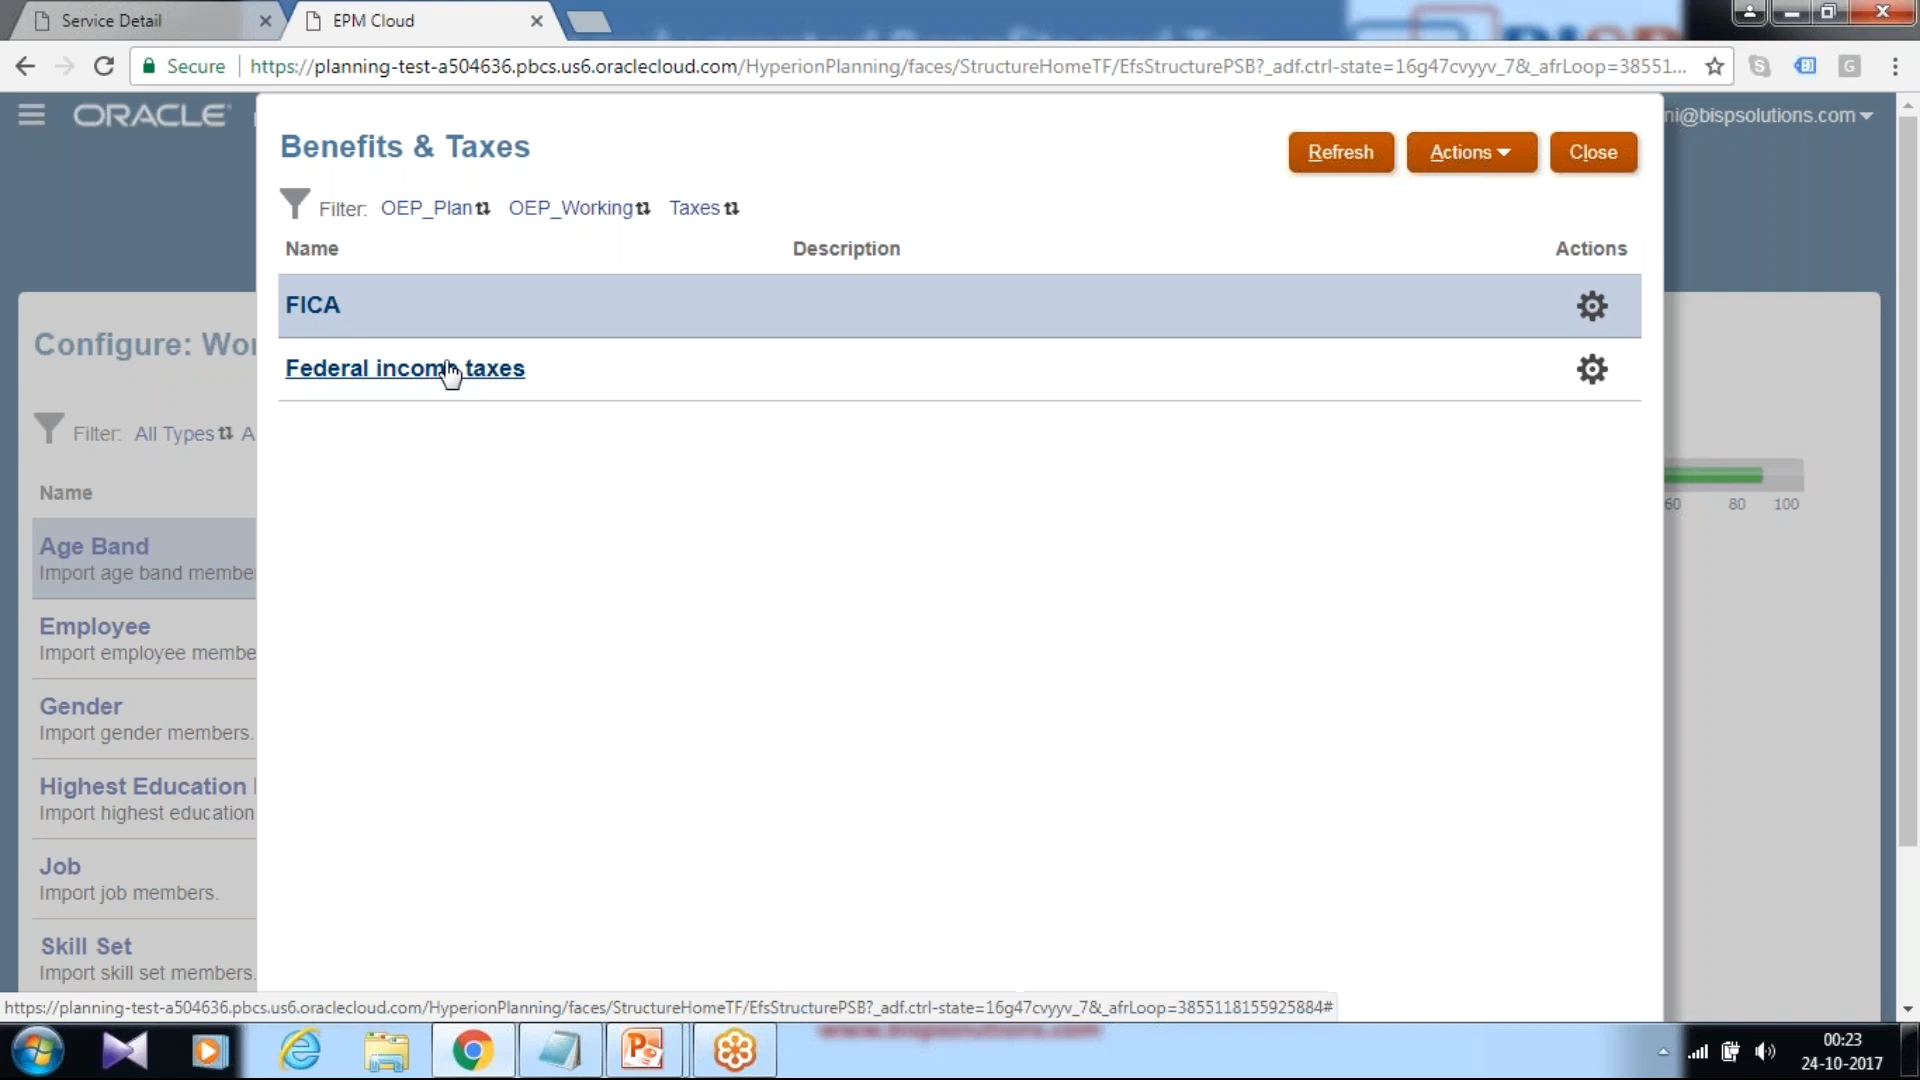 Service Detail
EPM Cloud
Secure https://planning-test-a504636.pbcs.us6.oraclecloud.com/HyperionPlanning/faces/StructureHomeTF/EfsStructurePSB?_adf.ctrl-state=16g47cvyyv_7&_afrLoop=38551...
ORACLE
ni@bispsolutions.com
Benefits & Taxes
Refresh Actions Close
Filter: OEP_Plan OEP_Working Taxes
Name Description Actions
FICA
Federal income taxes
Configure: Wor
Filter: All Types A
Name
Age Band
Import age band membe
Employee
Import employee membe
Gender
Import gender members.
Highest Education
Import highest education
Job
Import job members.
Skill Set
Import skill set members.
60 80 100
https://planning-test-a504636.pbcs.us6.oraclecloud.com/HyperionPlanning/faces/StructureHomeTF/EfsStructurePSB?_adf.ctrl-state=16g47cvyyv_7&_afrLoop=3855118155925884#
www.bispsolutions.com
00:23
24-10-2017